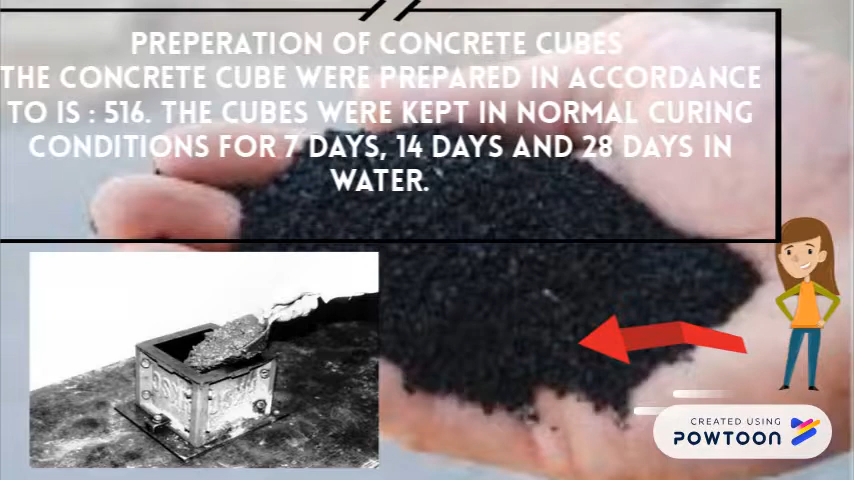 PREPERATION OF CONCRETE CUBES
THE CONCRETE CUBE WERE PREPARED IN ACCORDANCE
TO IS : 516. THE CUBES WERE KEPT IN NORMAL CURING
CONDITIONS FOR 7 DAYS, 14 DAYS AND 28 DAYS IN
WATER.
CREATED USING
POWTOON